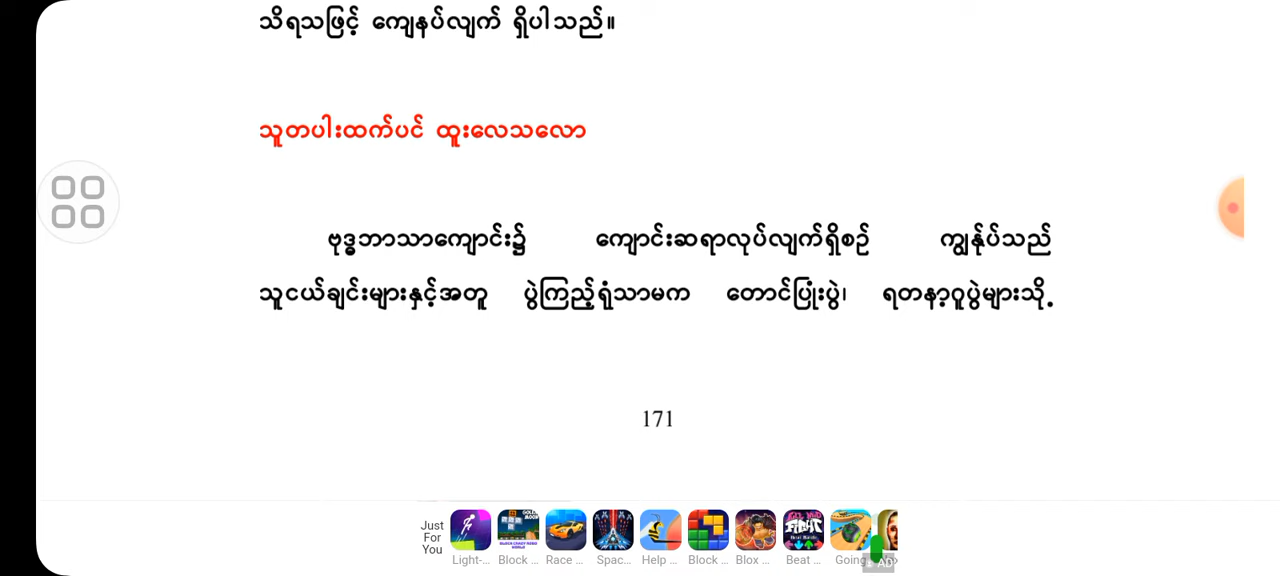 သိရသဖြင့် ကျေနပ်လျက် ရှိပါသည်။
သူတပါးထက်ပင် ထူးလေသလော
ဗုဒ္ဓဘာသာကျောင်း၌ ကျောင်းဆရာလုပ်လျက်ရှိစဉ် ကျွန်ုပ်သည်
သူငယ်ချင်းများနှင့်အတူ ပွဲကြည့်ရုံသာမက တောင်ပြုံးပွဲ၊ ရတနာ့ဂူပွဲများသို့
171
Just For You
Light-... Block ... Race ... Spac... Help ... Block ... Blox ... Beat ... Going
AD